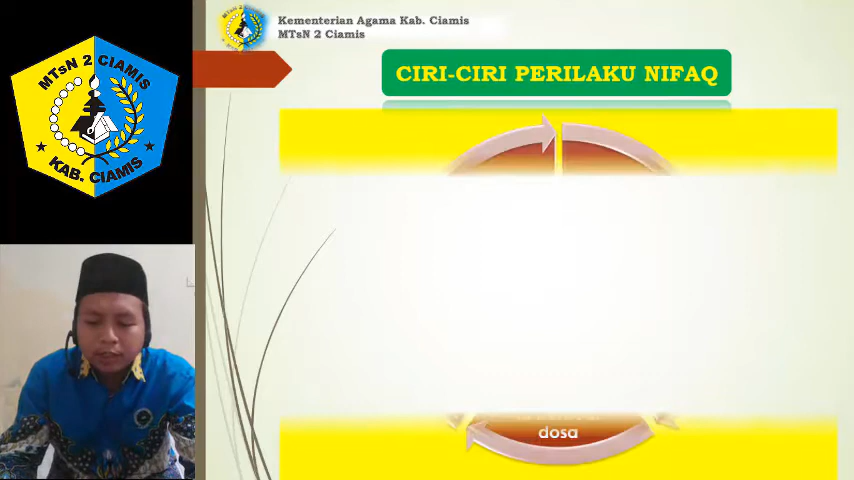 Kementerian Agama Kab. Ciamis
MTsN 2 Ciamis
MTsN 2 CIAMIS
KAB. CIAMIS
CIRI-CIRI PERILAKU NIFAQ
dosa